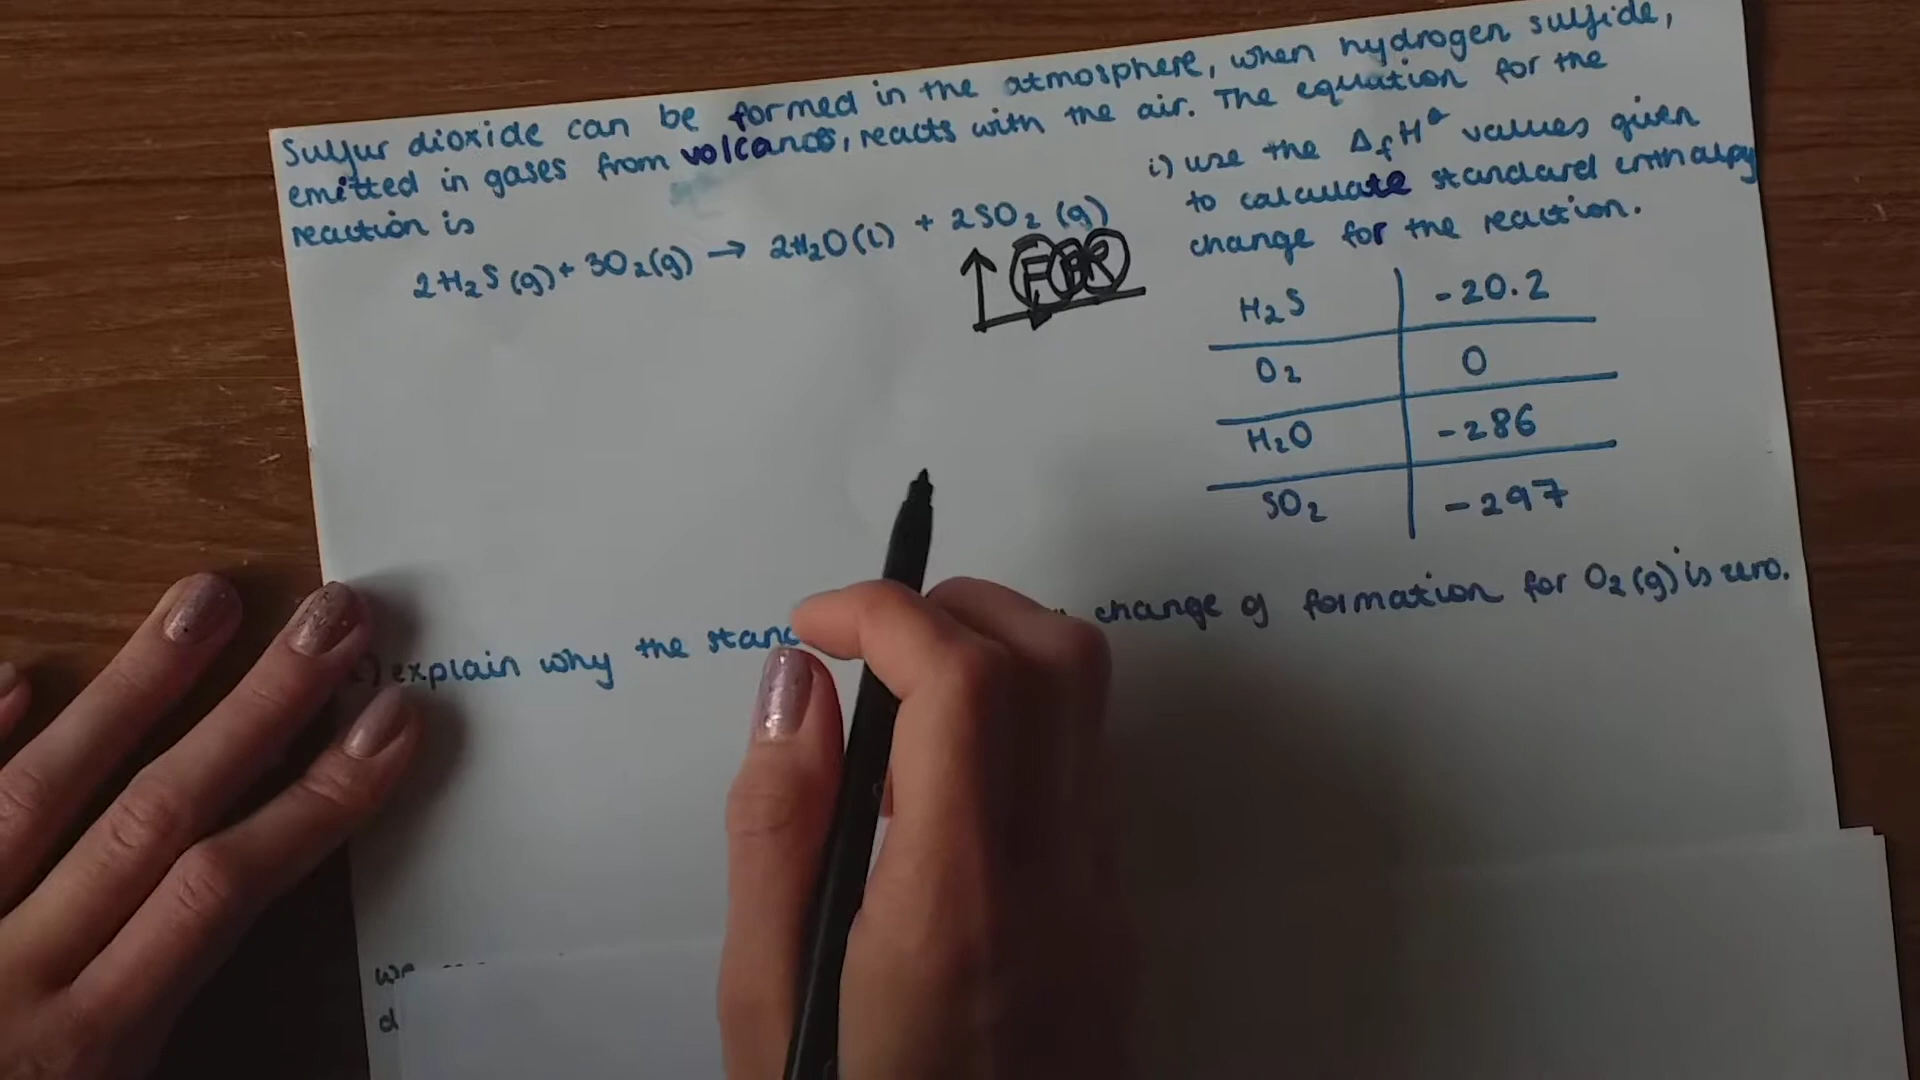 Sulfur dioxide can be formed in the atmosphere, when hydrogen sulfide,
emitted in gases from volcanos, reacts with the air. The equation for the
reaction is
2H₂S (g) + 3O₂(g) → 2H₂O(l) + 2SO₂ (g)
i) use the ΔfH° values given
to calculate standard enthalpy
change for the reaction.
H₂S | -20.2
O₂ | 0
H₂O | -286
SO₂ | -297
explain why the stand
change of formation for O₂ (g) is zero.